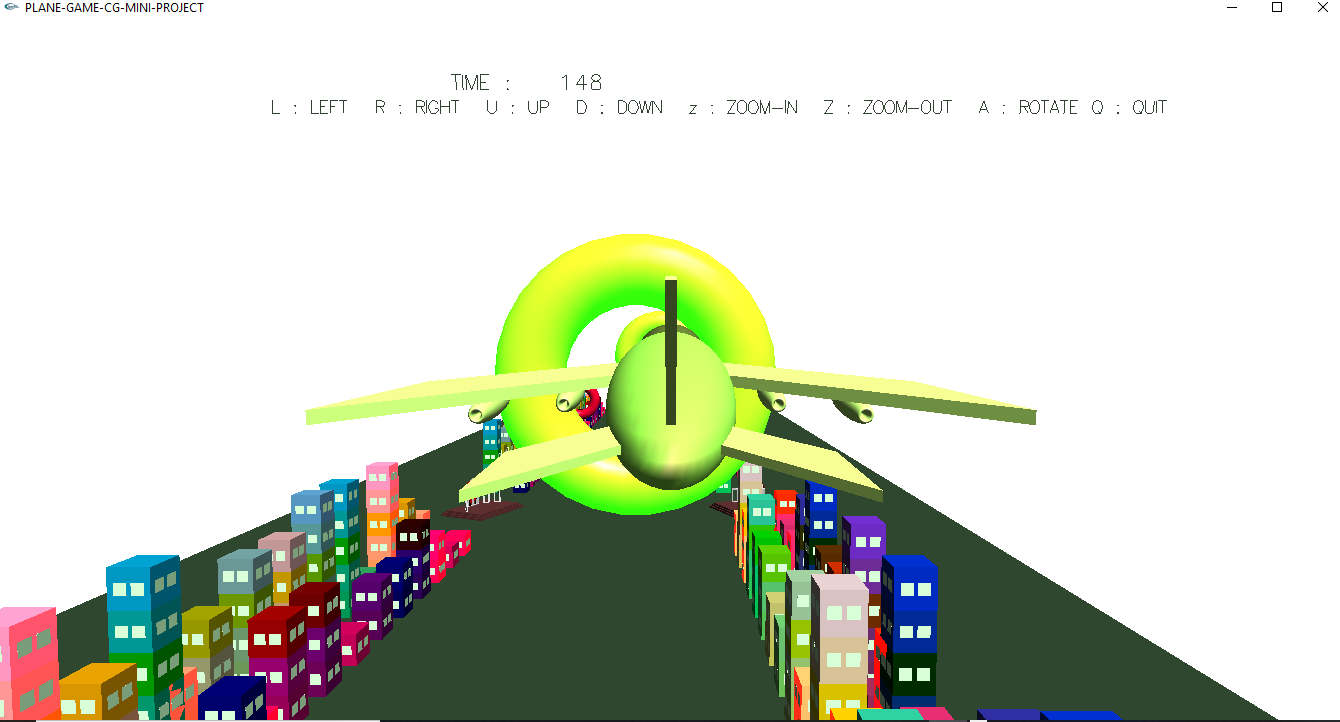 PLANE-GAME-CG-MINI-PROJECT
TIME : 148
L : LEFT R : RIGHT U : UP D : DOWN z : ZOOM-IN Z : ZOOM-OUT A : ROTATE Q : QUIT